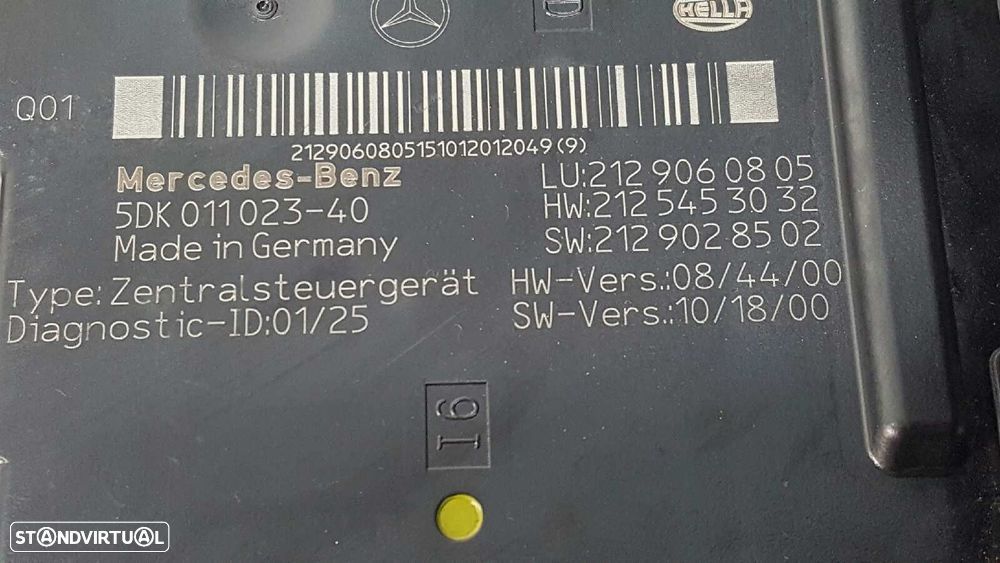 HELLA
Q01
2129060805151012012049(9)
Mercedes-Benz
5DK 011 023-40
Made in Germany
Type: Zentralsteuergerät
Diagnostic-ID:01/25
LU:212 906 08 05
HW:212 545 30 32
SW:212 902 85 02
HW-Vers.:08/44/00
SW-Vers.:10/18/00
I6
STANDVIRTUAL